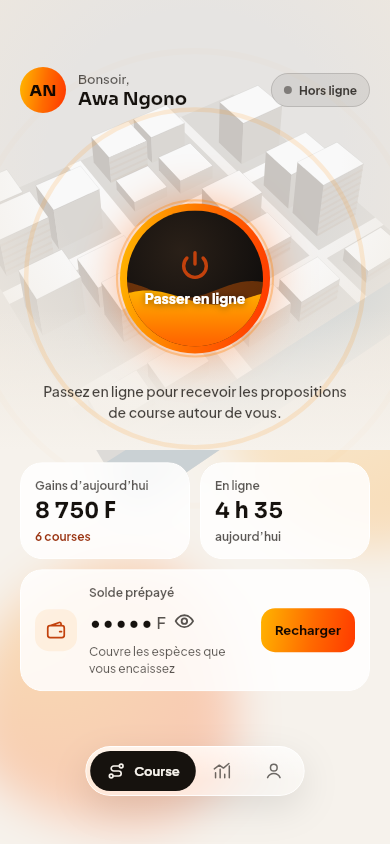 AN
Bonsoir,
Awa Ngono
Hors ligne
Passer en ligne
Passez en ligne pour recevoir les propositions
de course autour de vous.
Gains d’aujourd’hui
8 750 F
6 courses
En ligne
4 h 35
aujourd’hui
Solde prépayé
●●●●● F
Couvre les espèces que
vous encaissez
Recharger
Course